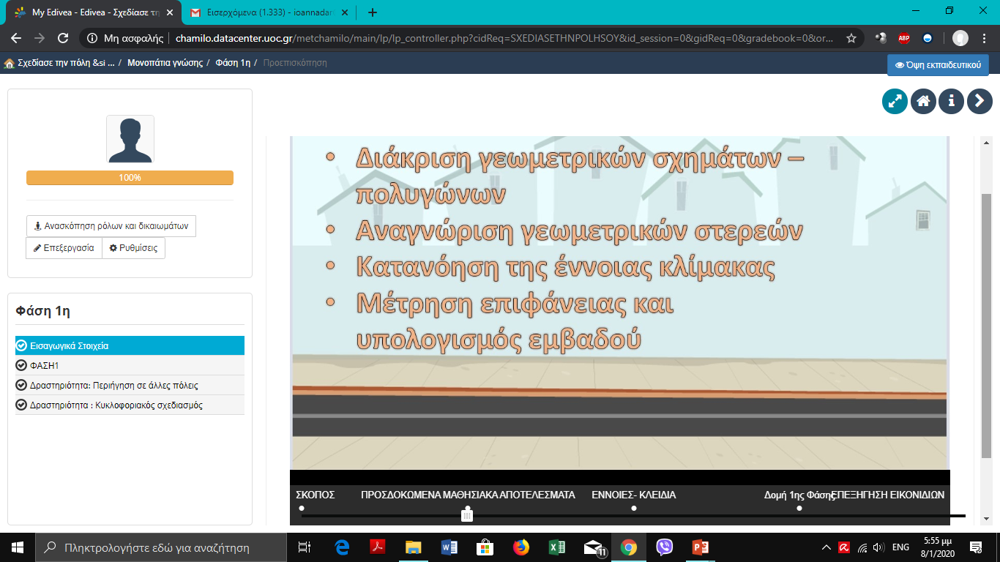 My Edivea - Edivea - Σχεδίασε τη
Εισερχόμενα (1.333) - ioannadar
Μη ασφαλής
chamilo.datacenter.uoc.gr/metchamilo/main/lp/lp_controller.php?cidReq=SXEDIASETHNPOLHSOY&id_session=0&gidReq=0&gradebook=0&or...
ABP
Σχεδίασε την πόλη &si ... / Μονοπάτια γνώσης / Φάση 1η / Προεπισκόπηση
Όψη εκπαιδευτικού
100%
Ανασκόπηση ρόλων και δικαιωμάτων
Επεξεργασία
Ρυθμίσεις
Φάση 1η
Εισαγωγικά Στοιχεία
ΦΑΣΗ1
Δραστηριότητα: Περιήγηση σε άλλες πόλεις
Δραστηριότητα : Κυκλοφοριακός σχεδιασμός
• Διάκριση γεωμετρικών σχημάτων –
πολυγώνων
• Αναγνώριση γεωμετρικών στερεών
• Κατανόηση της έννοιας κλίμακας
• Μέτρηση επιφάνειας και
υπολογισμός εμβαδού
ΣΚΟΠΟΣ
ΠΡΟΣΔΟΚΩΜΕΝΑ ΜΑΘΗΣΙΑΚΑ ΑΠΟΤΕΛΕΣΜΑΤΑ
ΕΝΝΟΙΕΣ- ΚΛΕΙΔΙΑ
Δομή 1ης Φάσης
ΕΠΕΞΗΓΗΣΗ ΕΙΚΟΝΙΔΙΩΝ
Πληκτρολογήστε εδώ για αναζήτηση
11
ENG
5:55 μμ
8/1/2020